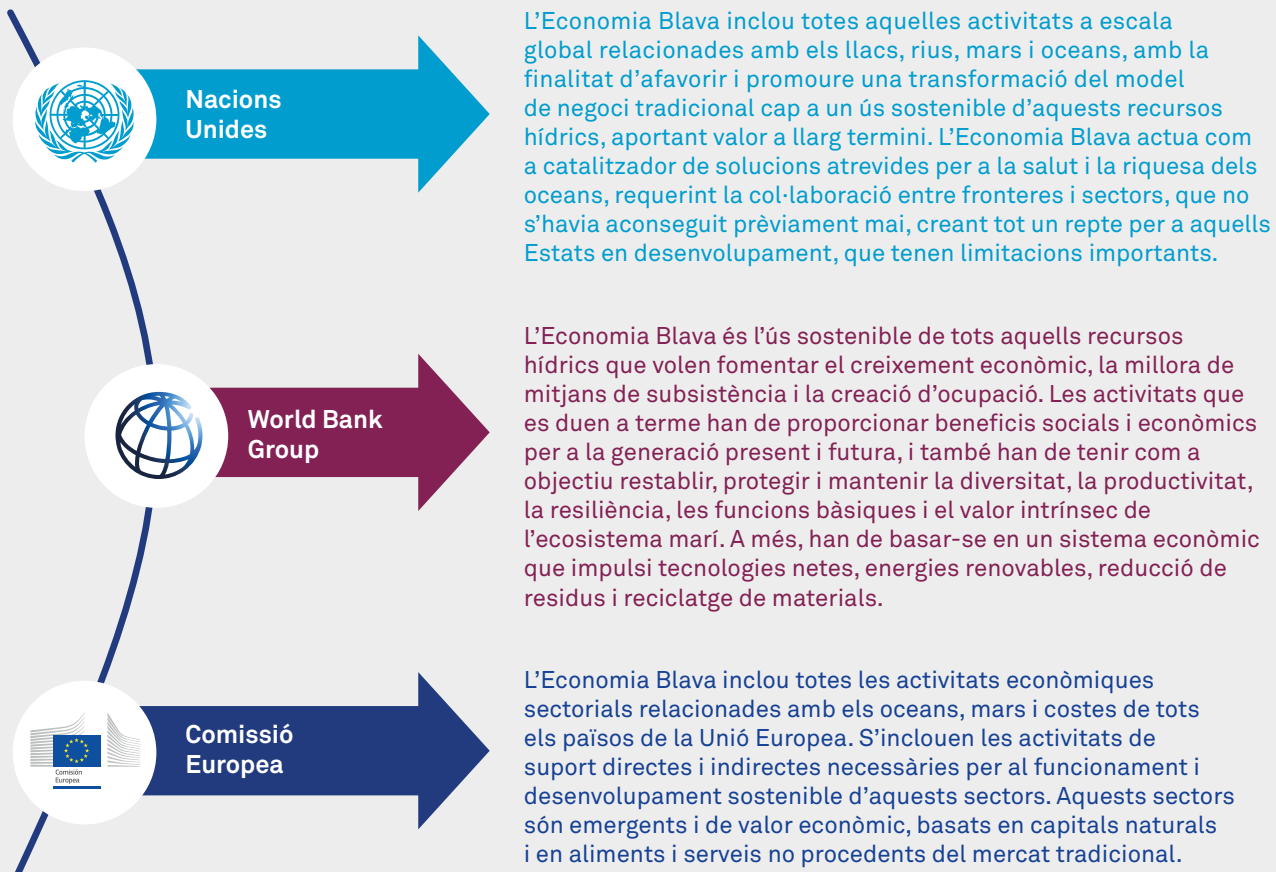 Nacions
Unides
L’Economia Blava inclou totes aquelles activitats a escala
global relacionades amb els llacs, rius, mars i oceans, amb la
finalitat d’afavorir i promoure una transformació del model
de negoci tradicional cap a un ús sostenible d’aquests recursos
hídrics, aportant valor a llarg termini. L’Economia Blava actua com
a catalitzador de solucions atrevides per a la salut i la riquesa dels
oceans, requerint la col·laboració entre fronteres i sectors, que no
s’havia aconseguit prèviament mai, creant tot un repte per a aquells
Estats en desenvolupament, que tenen limitacions importants.
World Bank
Group
L’Economia Blava és l’ús sostenible de tots aquells recursos
hídrics que volen fomentar el creixement econòmic, la millora de
mitjans de subsistència i la creació d’ocupació. Les activitats que
es duen a terme han de proporcionar beneficis socials i econòmics
per a la generació present i futura, i també han de tenir com a
objectiu restablir, protegir i mantenir la diversitat, la productivitat,
la resiliència, les funcions bàsiques i el valor intrínsec de
l’ecosistema marí. A més, han de basar-se en un sistema econòmic
que impulsi tecnologies netes, energies renovables, reducció de
residus i reciclatge de materials.
Comisión
Europea
Comissió
Europea
L’Economia Blava inclou totes les activitats econòmiques
sectorials relacionades amb els oceans, mars i costes de tots
els països de la Unió Europea. S’inclouen les activitats de
suport directes i indirectes necessàries per al funcionament i
desenvolupament sostenible d’aquests sectors. Aquests sectors
són emergents i de valor econòmic, basats en capitals naturals
i en aliments i serveis no procedents del mercat tradicional.